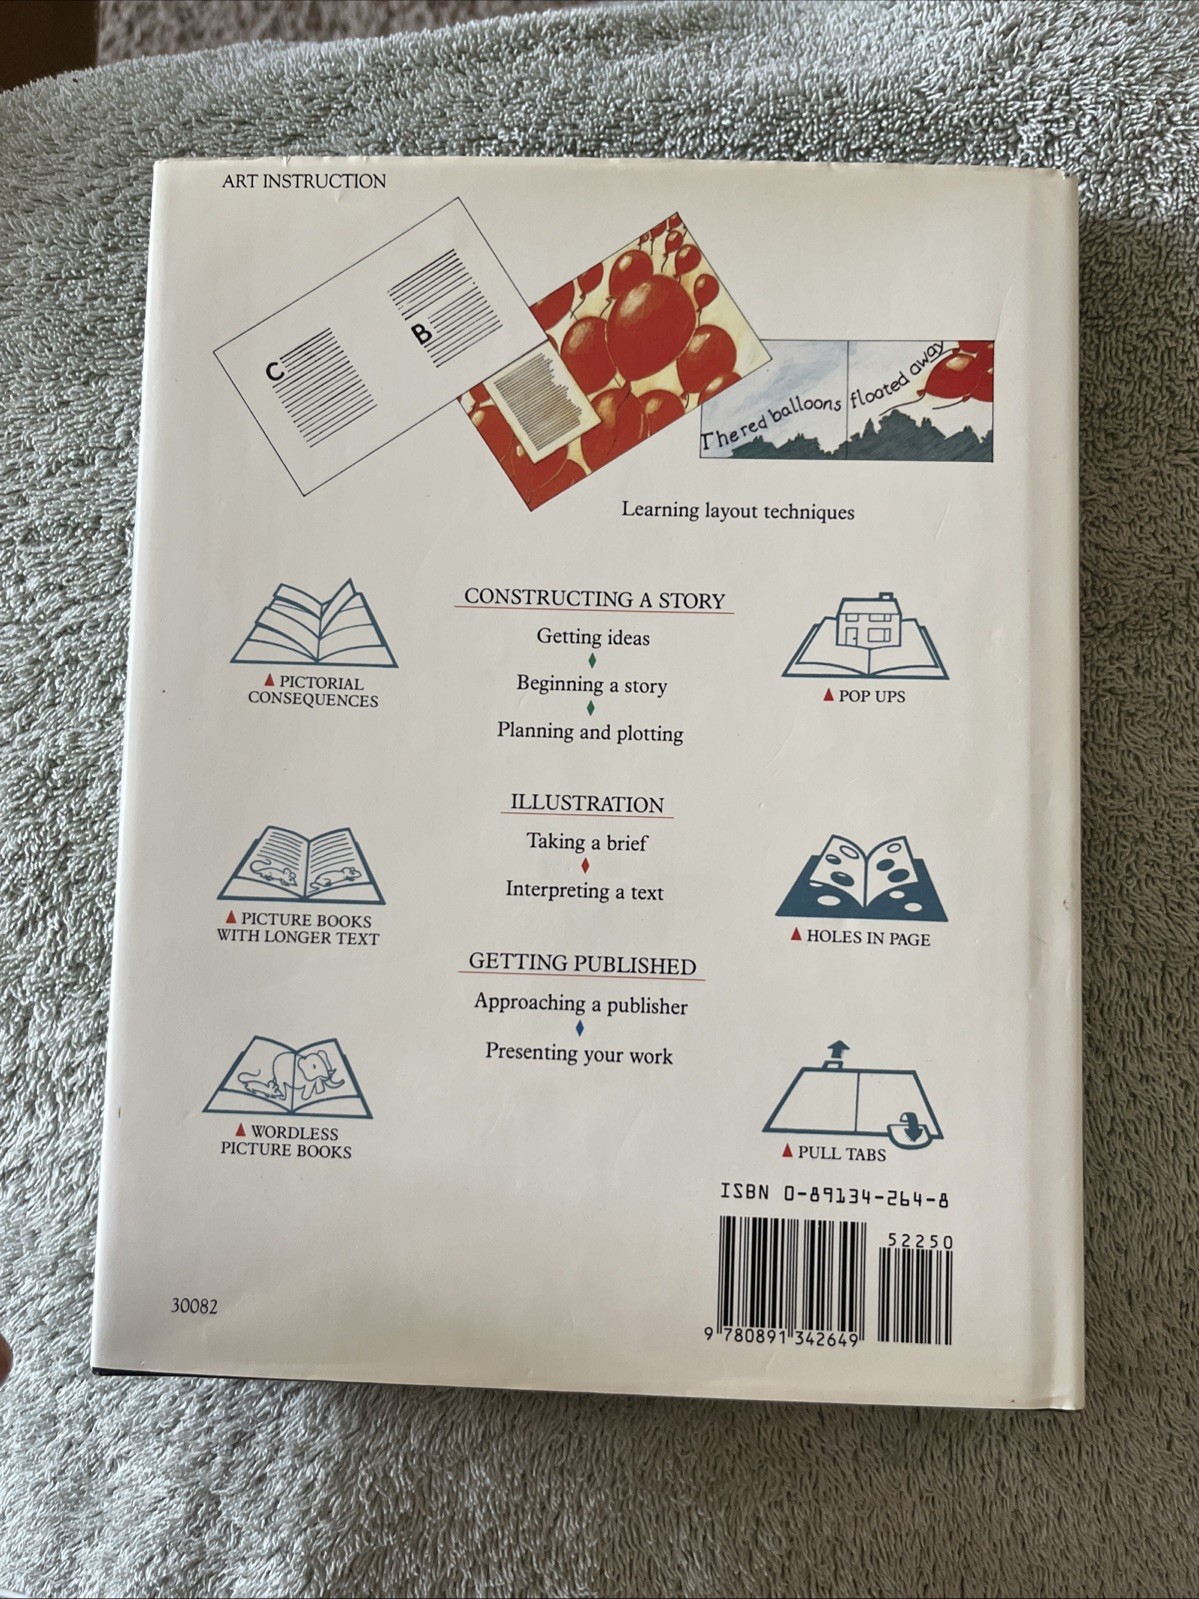 ART INSTRUCTION
C
B
The red balloons floated away
Learning layout techniques
▲ PICTORIAL
CONSEQUENCES
CONSTRUCTING A STORY
Getting ideas
Beginning a story
Planning and plotting
▲ POP UPS
▲ PICTURE BOOKS
WITH LONGER TEXT
ILLUSTRATION
Taking a brief
Interpreting a text
▲ HOLES IN PAGE
GETTING PUBLISHED
Approaching a publisher
Presenting your work
▲ WORDLESS
PICTURE BOOKS
▲ PULL TABS
ISBN 0-89134-264-8
52250
9 780891 342649
30082